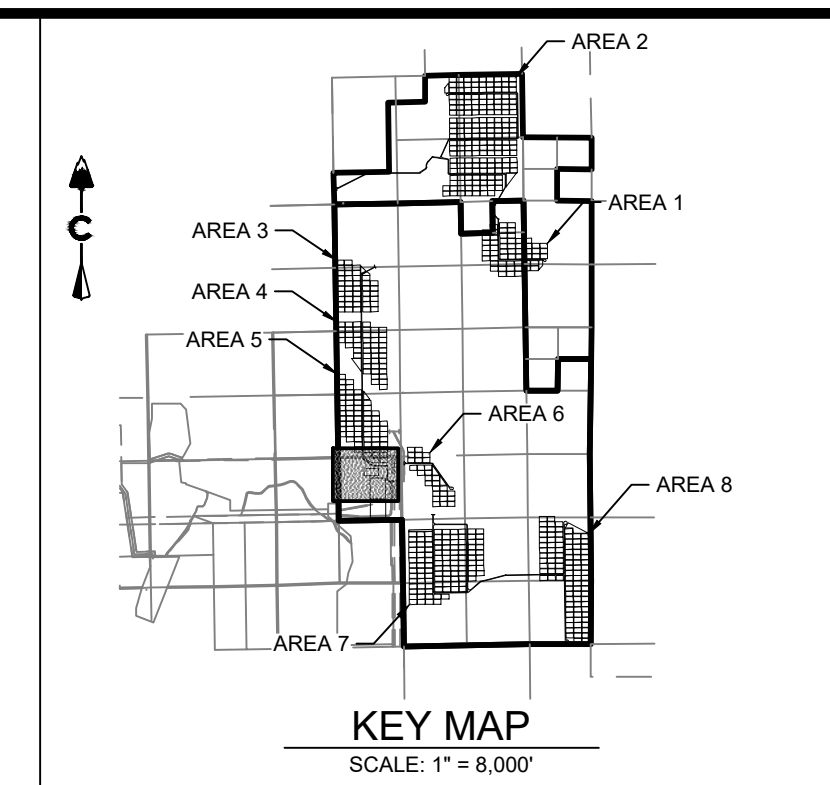 AREA 2
C
AREA 1
AREA 3
AREA 4
AREA 5
AREA 6
AREA 8
AREA 7
KEY MAP
SCALE: 1" = 8,000'